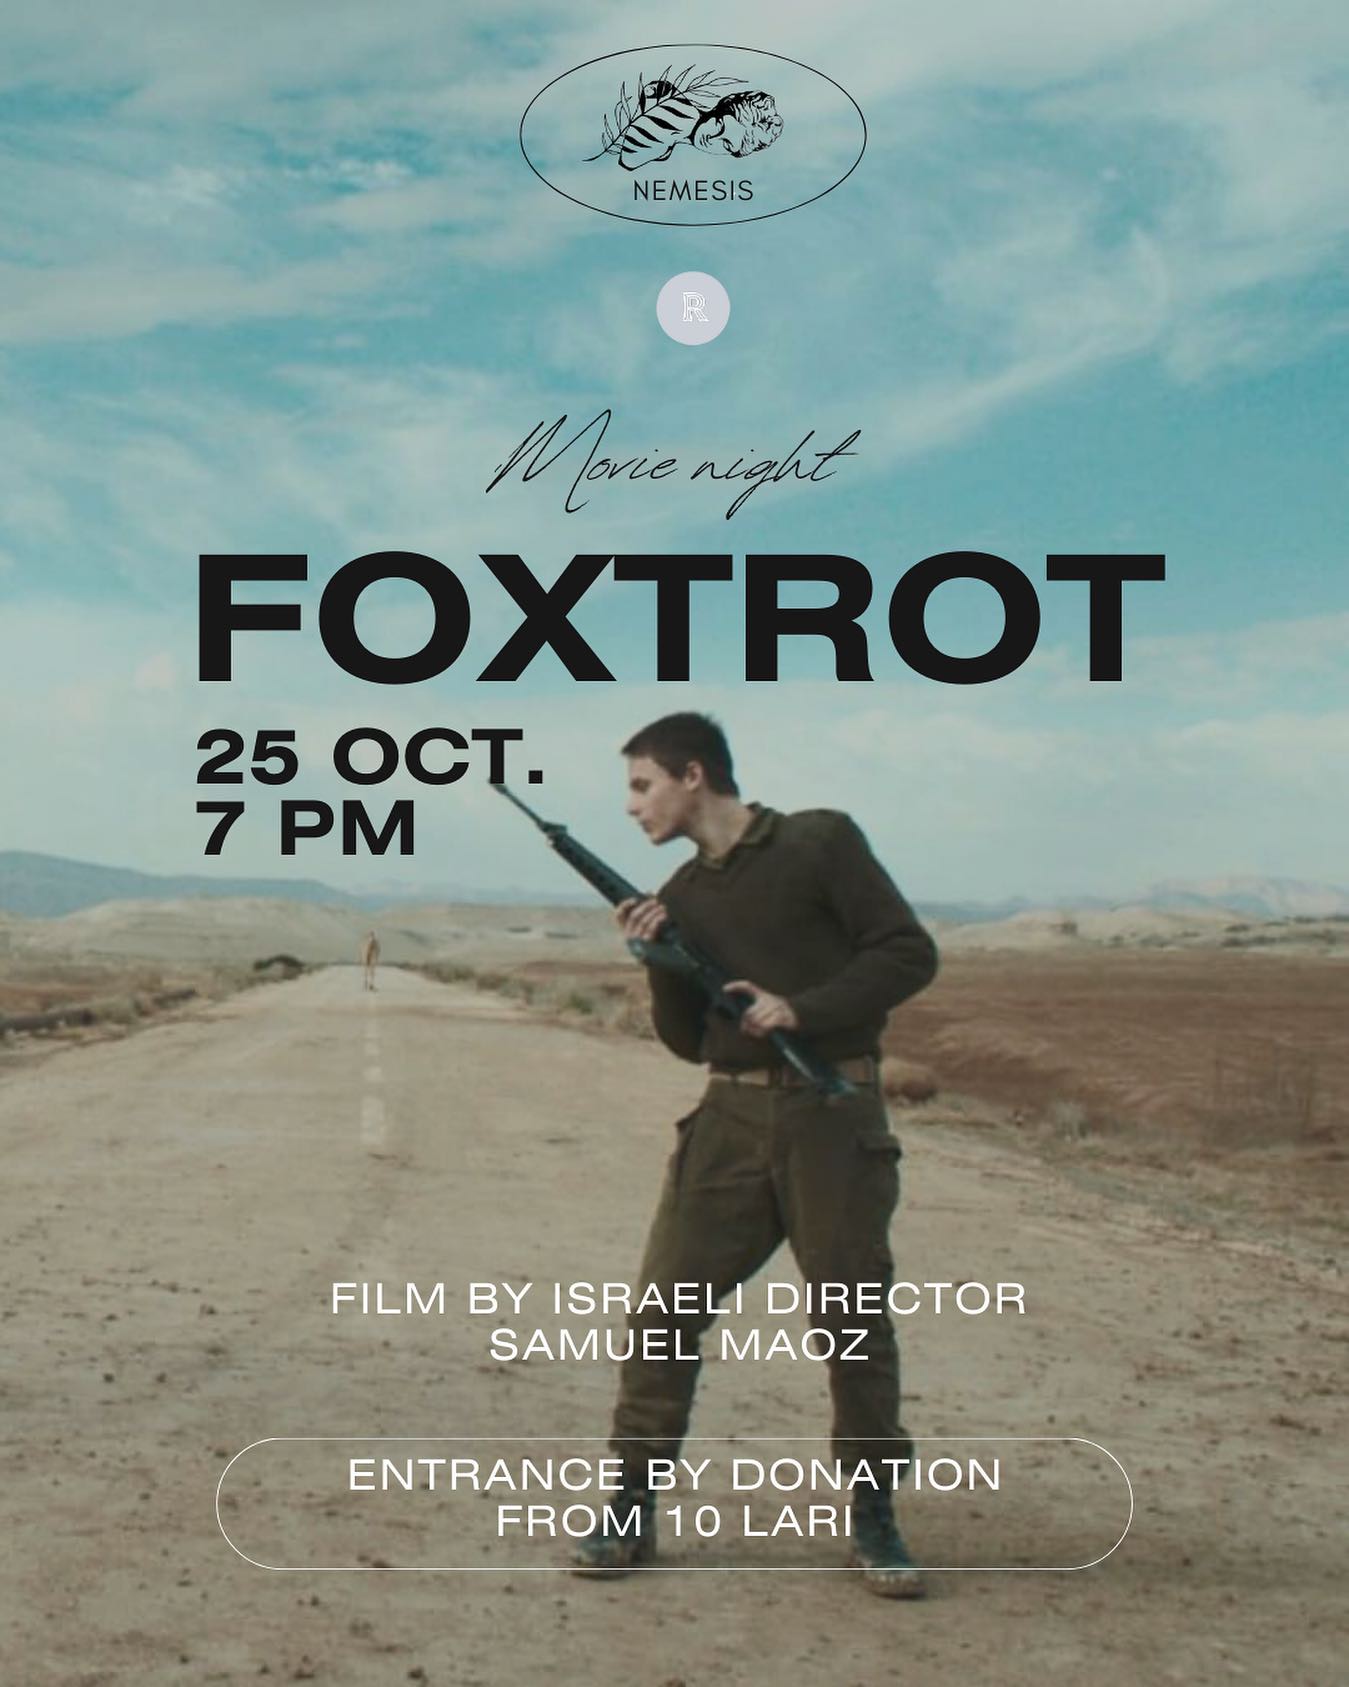 NEMESIS
R
Movie night
FOXTROT
25 OCT.
7 PM
FILM BY ISRAELI DIRECTOR
SAMUEL MAOZ
ENTRANCE BY DONATION
FROM 10 LARI